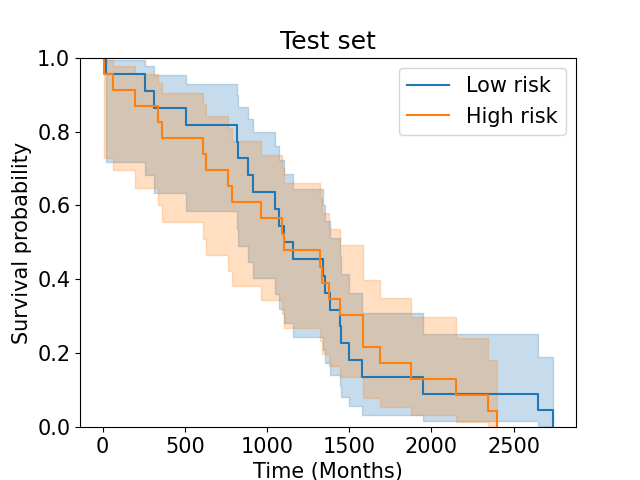 Test set
Low risk
High risk
Survival probability
1.0
0.8
0.6
0.4
0.2
0.0
0 500 1000 1500 2000 2500
Time (Months)